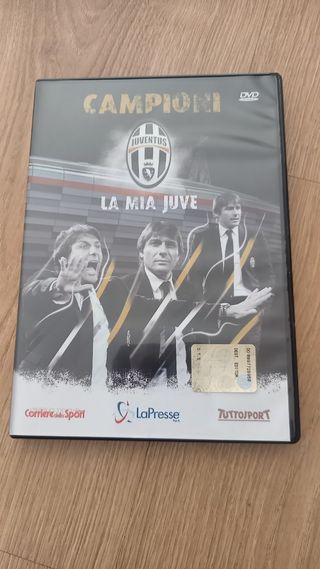 CAMPIONI
DVD
JUVENTUS
LA MIA JUVE
Corriere dello Sport
LaPresse
TUTTOSPORT